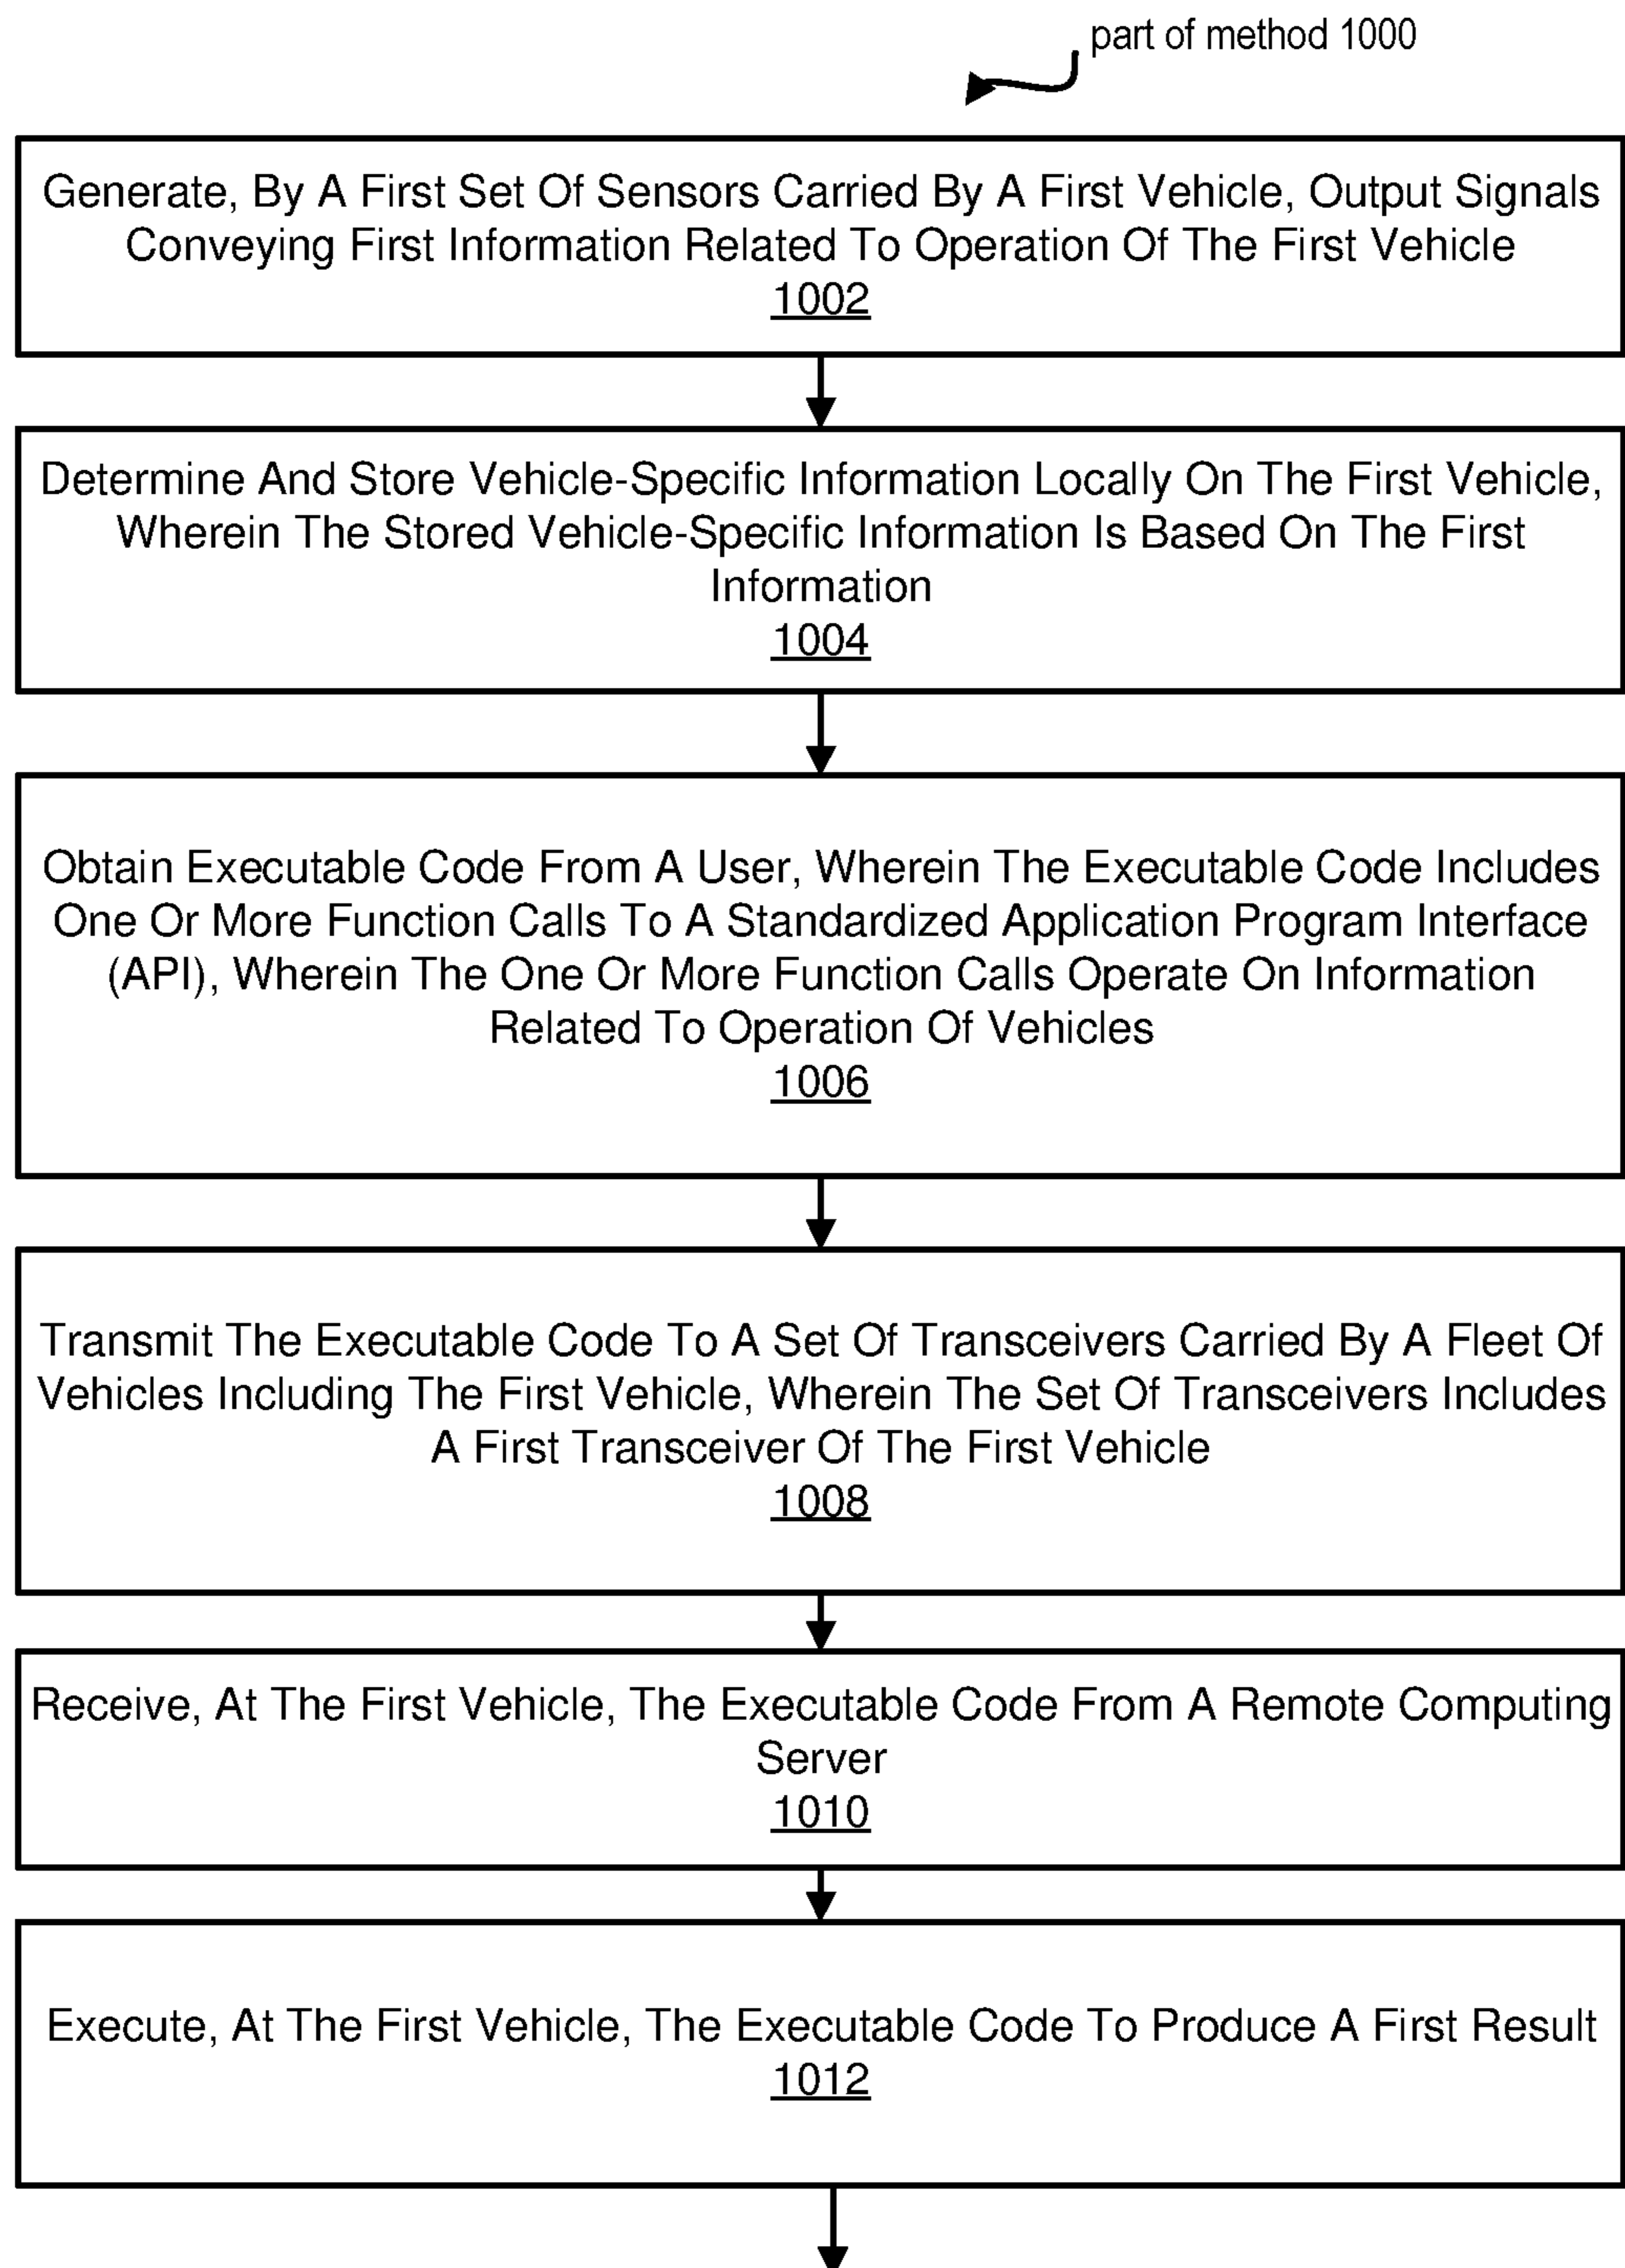 part of method 1000
Generate, By A First Set Of Sensors Carried By A First Vehicle, Output Signals
Conveying First Information Related To Operation Of The First Vehicle
1002
Determine And Store Vehicle-Specific Information Locally On The First Vehicle,
Wherein The Stored Vehicle-Specific Information Is Based On The First
Information
1004
Obtain Executable Code From A User, Wherein The Executable Code Includes
One Or More Function Calls To A Standardized Application Program Interface
(API), Wherein The One Or More Function Calls Operate On Information
Related To Operation Of Vehicles
1006
Transmit The Executable Code To A Set Of Transceivers Carried By A Fleet Of
Vehicles Including The First Vehicle, Wherein The Set Of Transceivers Includes
A First Transceiver Of The First Vehicle
1008
Receive, At The First Vehicle, The Executable Code From A Remote Computing
Server
1010
Execute, At The First Vehicle, The Executable Code To Produce A First Result
1012